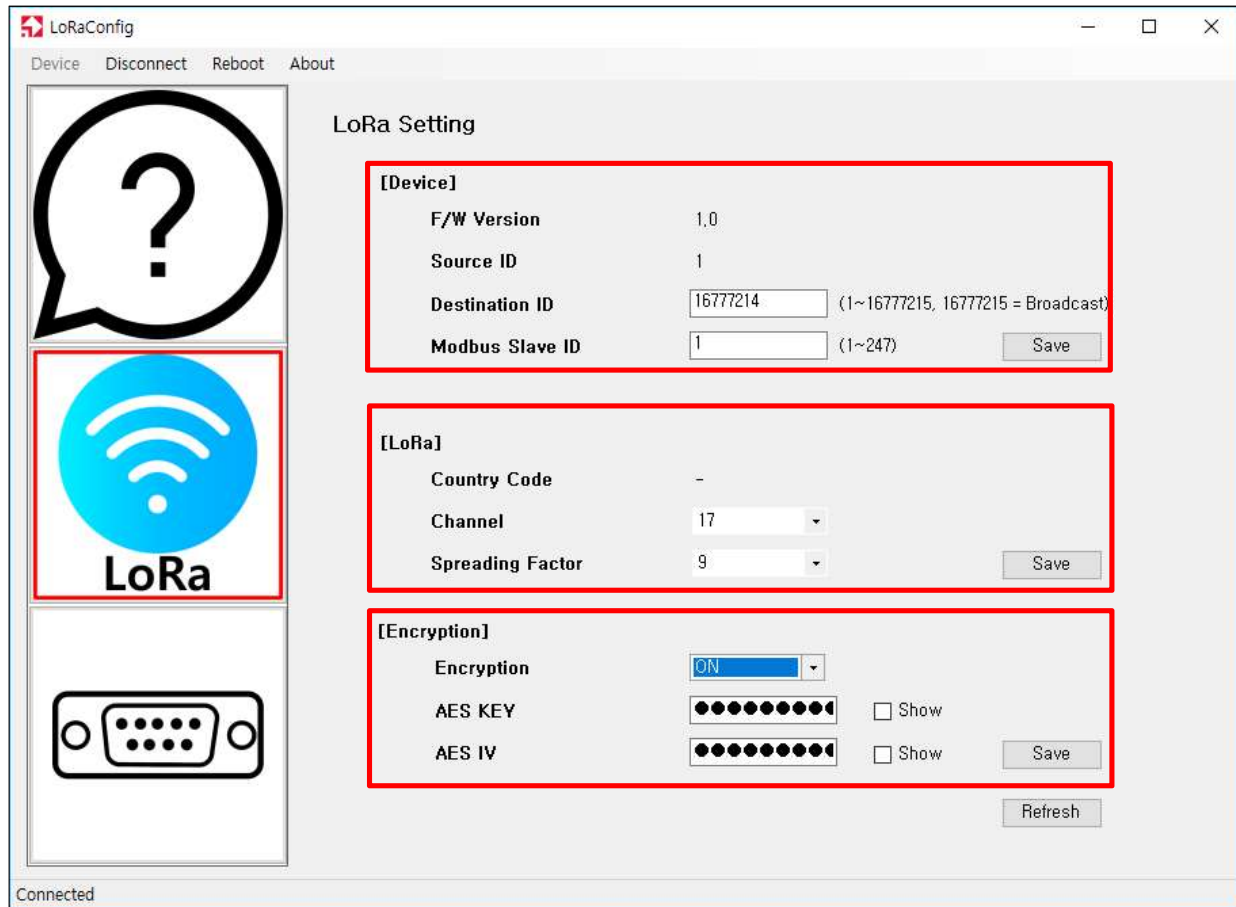 LoRaConfig
Device Disconnect Reboot About
?
LoRa Setting
[Device]
F/W Version 1,0
Source ID 1
Destination ID 16777214 (1~16777215, 16777215 = Broadcast)
Modbus Slave ID 1 (1~247) Save
[LoRa]
Country Code -
Channel 17
Spreading Factor 9 Save
LoRa
[Encryption]
Encryption ON
AES KEY ●●●●●●●●● Show
AES IV ●●●●●●●●● Show Save
Refresh
Connected